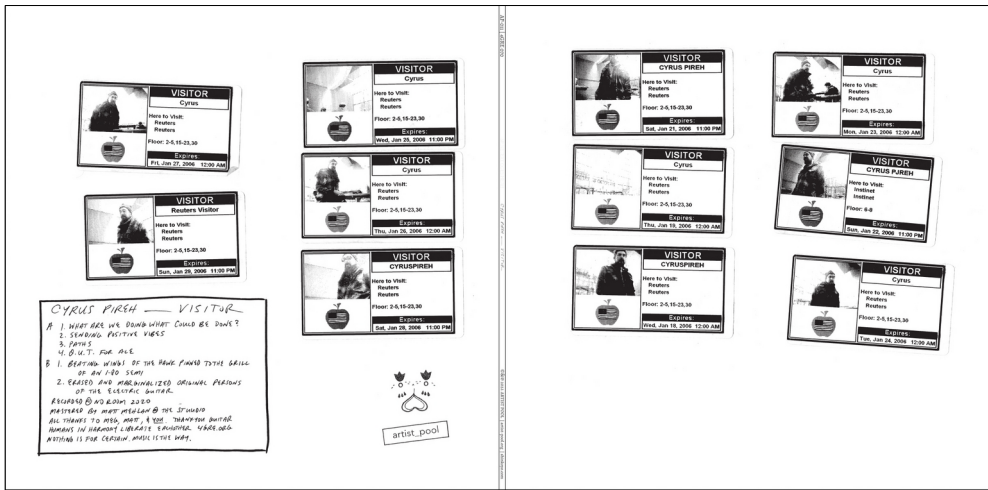 VISITOR
Cyrus
Here to Visit:
Reuters
Reuters
Floor: 2-5,15-23,30
Expires:
Fri, Jan 27, 2006 12:00 AM
VISITOR
Reuters Visitor
Here to Visit:
Reuters
Reuters
Floor: 2-5,15-23,30
Expires:
Sun, Jan 29, 2006 11:00 PM
CYRUS PIREH — VISITOR
A 1. WHAT ARE WE DOING WHAT COULD BE DONE?
2. SENDING POSITIVE VIBES
3. PATHS
4. O.U.T. FOR ACE
B 1. BEATING WINGS OF THE HAWK PINNED TO THE GRILL
OF AN I-80 SEMI
2. ERASED AND MARGINALIZED ORIGINAL PERSONS
OF THE ELECTRIC GUITAR
RECORDED @ NO ROOM 2020
MASTERED BY MATT MEHLAN @ THE STUUDIO
ALL THANKS TO MEG, MATT, & YOU. THANK YOU GUITAR
HUMANS IN HARMONY LIBERATE EACHOTHER 4GRE.ORG
NOTHING IS FOR CERTAIN. MUSIC IS THE WAY.
VISITOR
Cyrus
Here to Visit:
Reuters
Reuters
Floor: 2-5,15-23,30
Expires:
Wed, Jan 25, 2006 11:00 PM
VISITOR
Cyrus
Here to Visit:
Reuters
Reuters
Floor: 2-5,15-23,30
Expires:
Thu, Jan 26, 2006 12:00 AM
VISITOR
CYRUSPIREH
Here to Visit:
Reuters
Reuters
Floor: 2-5,15-23,30
Expires:
Sat, Jan 28, 2006 11:00 PM
artist_pool
VISITOR
CYRUS PIREH
Here to Visit:
Reuters
Reuters
Floor: 2-5,15-23,30
Expires:
Sat, Jan 21, 2006 11:00 PM
VISITOR
Cyrus
Here to Visit:
Reuters
Reuters
Floor: 2-5,15-23,30
Expires:
Thu, Jan 19, 2006 11:00 PM
VISITOR
CYRUSPIREH
Here to Visit:
Reuters
Reuters
Floor: 2-5,15-23,30
Expires:
Wed, Jan 18, 2006 11:00 PM
VISITOR
Cyrus
Here to Visit:
Reuters
Reuters
Floor: 2-5,15-23,30
Expires:
Mon, Jan 23, 2006 12:00 AM
VISITOR
CYRUS PJREH
Here to Visit:
Instinet
Instinet
Floor: 6-8
Expires:
Sun, Jan 22, 2006 11:00 PM
VISITOR
Cyrus
Here to Visit:
Reuters
Reuters
Floor: 2-5,15-23,30
Expires:
Tue, Jan 24, 2006 12:00 AM